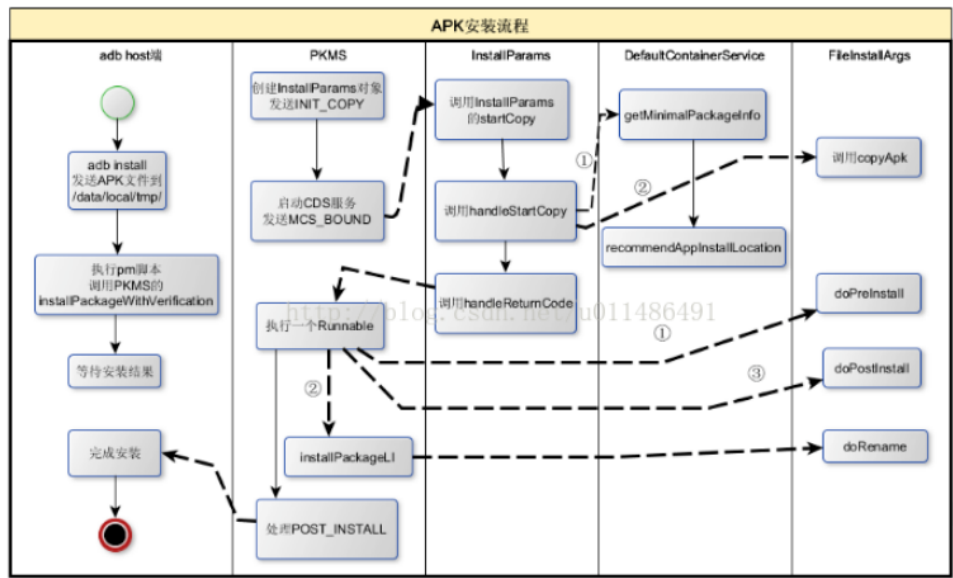 APK安装流程
adb host端
PKMS
InstallParams
DefaultContainerService
FileInstallArgs
adb install
发送APK文件到
/data/local/tmp/
执行pm脚本
调用PKMS的
installPackageWithVerification
等待安装结果
完成安装
创建InstallParams对象
发送INIT_COPY
启动CDS服务
发送MCS_BOUND
执行一个Runnable
②
installPackageLI
处理POST_INSTALL
调用InstallParams
的startCopy
调用handleStartCopy
调用handleReturnCode
①
②
getMinimalPackageInfo
recommendAppInstallLocation
①
③
调用copyApk
doPreInstall
doPostInstall
doRename
http://blog.csdn.net/u011486491